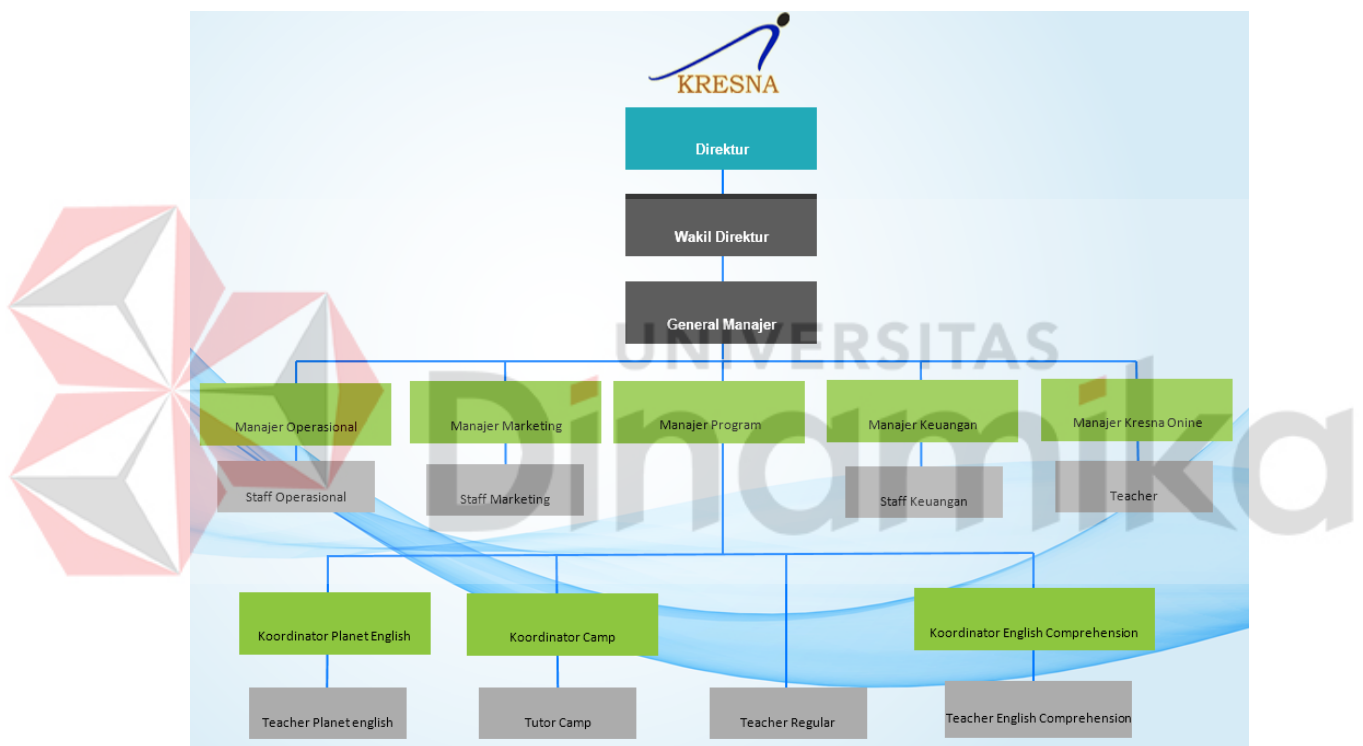 KRESNA
Direktur
Wakil Direktur
General Manajer
UNIVERSITAS
Dinamika
Manajer Operasional
Manajer Marketing
Manajer Program
Manajer Keuangan
Manajer Kresna Onine
Staff Operasional
Staff Marketing
Staff Keuangan
Teacher
Koordinator Planet English
Koordinator Camp
Koordinator English Comprehension
Teacher Planet english
Tutor Camp
Teacher Regular
Teacher English Comprehension